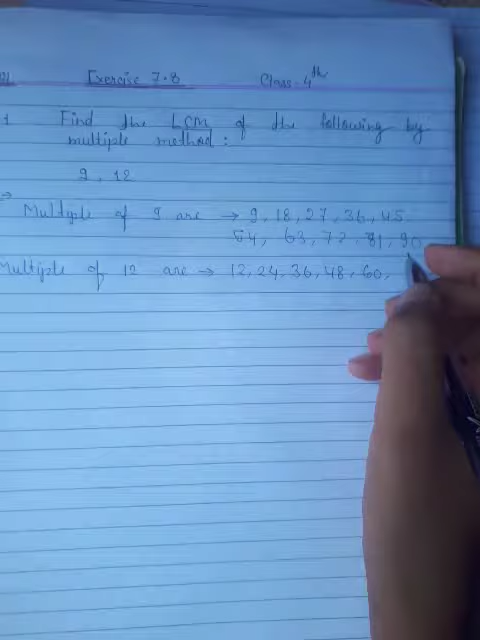 Exercise 7.8 Class-4th
1 Find the LCM of the following by
multiple method:
9, 12
⇒ Multiple of 9 are → 9, 18, 27, 36, 45,
54, 63, 72, 81, 90
Multiple of 12 are → 12, 24, 36, 48, 60,